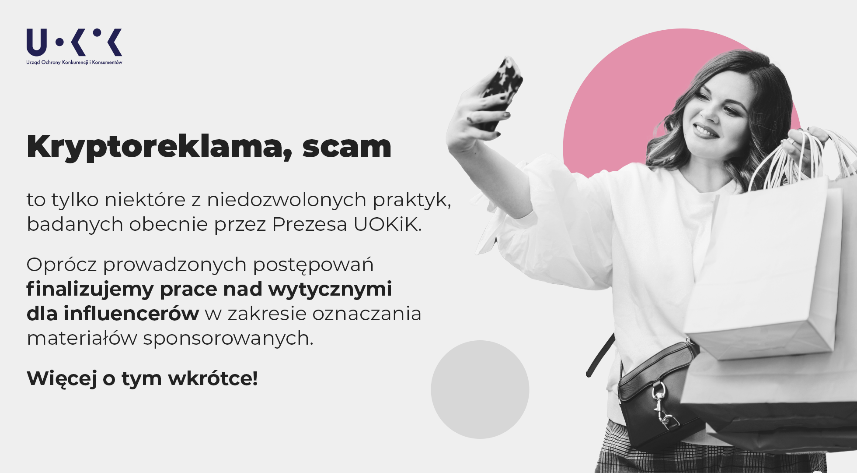 UOKiK
Urząd Ochrony Konkurencji i Konsumentów
Kryptoreklama, scam
to tylko niektóre z niedozwolonych praktyk,
badanych obecnie przez Prezesa UOKiK.
Oprócz prowadzonych postępowań
finalizujemy prace nad wytycznymi
dla influencerów w zakresie oznaczania
materiałów sponsorowanych.
Więcej o tym wkrótce!